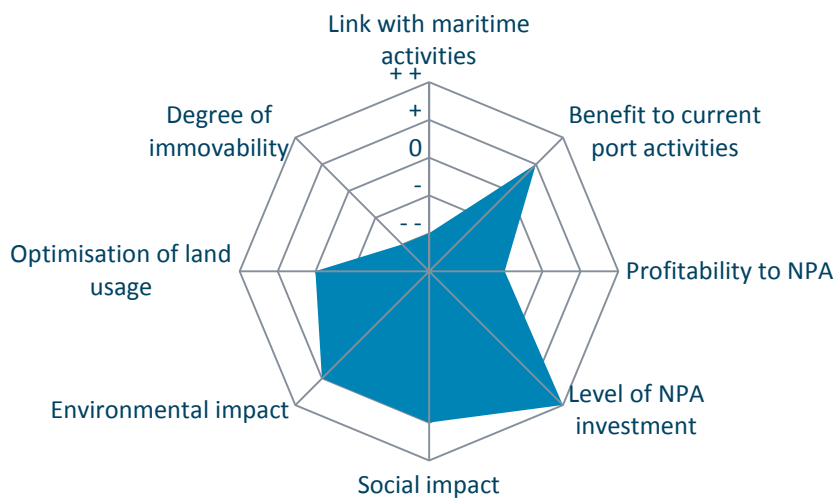 Link with maritime
activities
+ +
+
0
-
- -
Benefit to current
port activities
Profitability to NPA
Level of NPA
investment
Social impact
Environmental impact
Optimisation of land
usage
Degree of
immovability